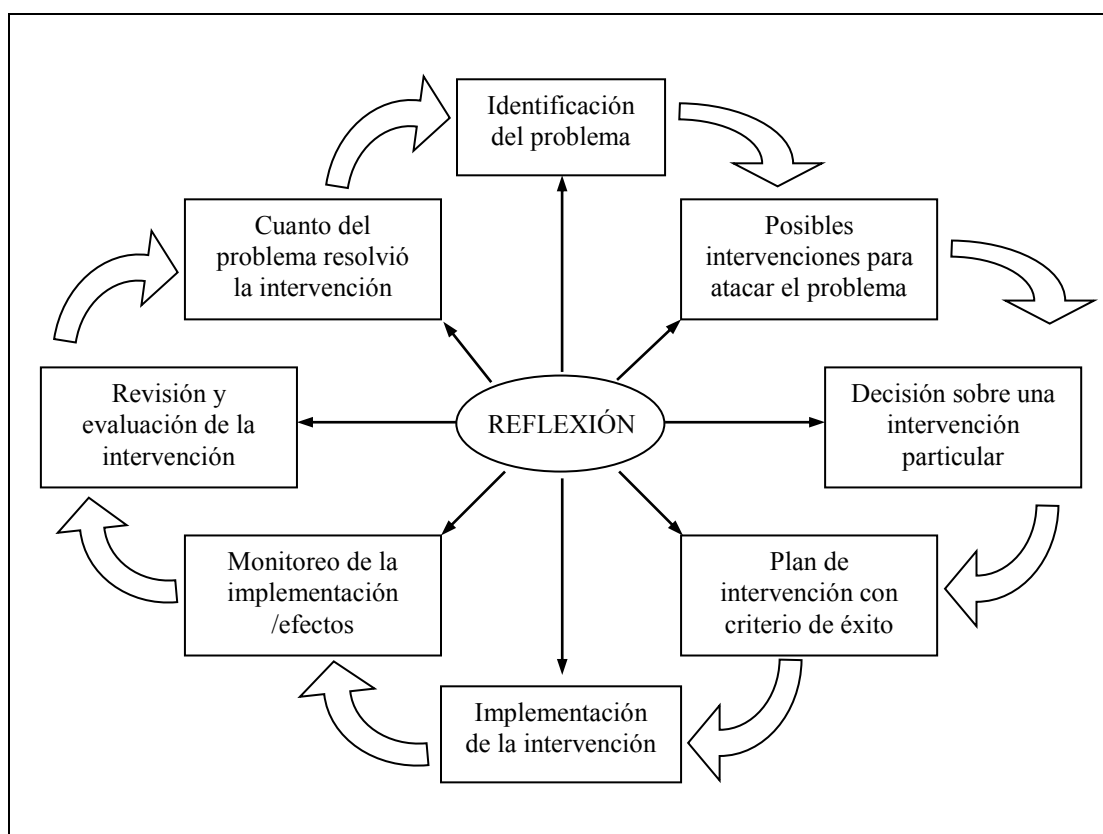 Identificación
del problema
Posibles
intervenciones para
atacar el problema
Decisión sobre una
intervención
particular
Plan de
intervención con
criterio de éxito
Implementación
de la intervención
Monitoreo de la
implementación
/efectos
Revisión y
evaluación de la
intervención
Cuanto del
problema resolvió
la intervención
REFLEXIÓN